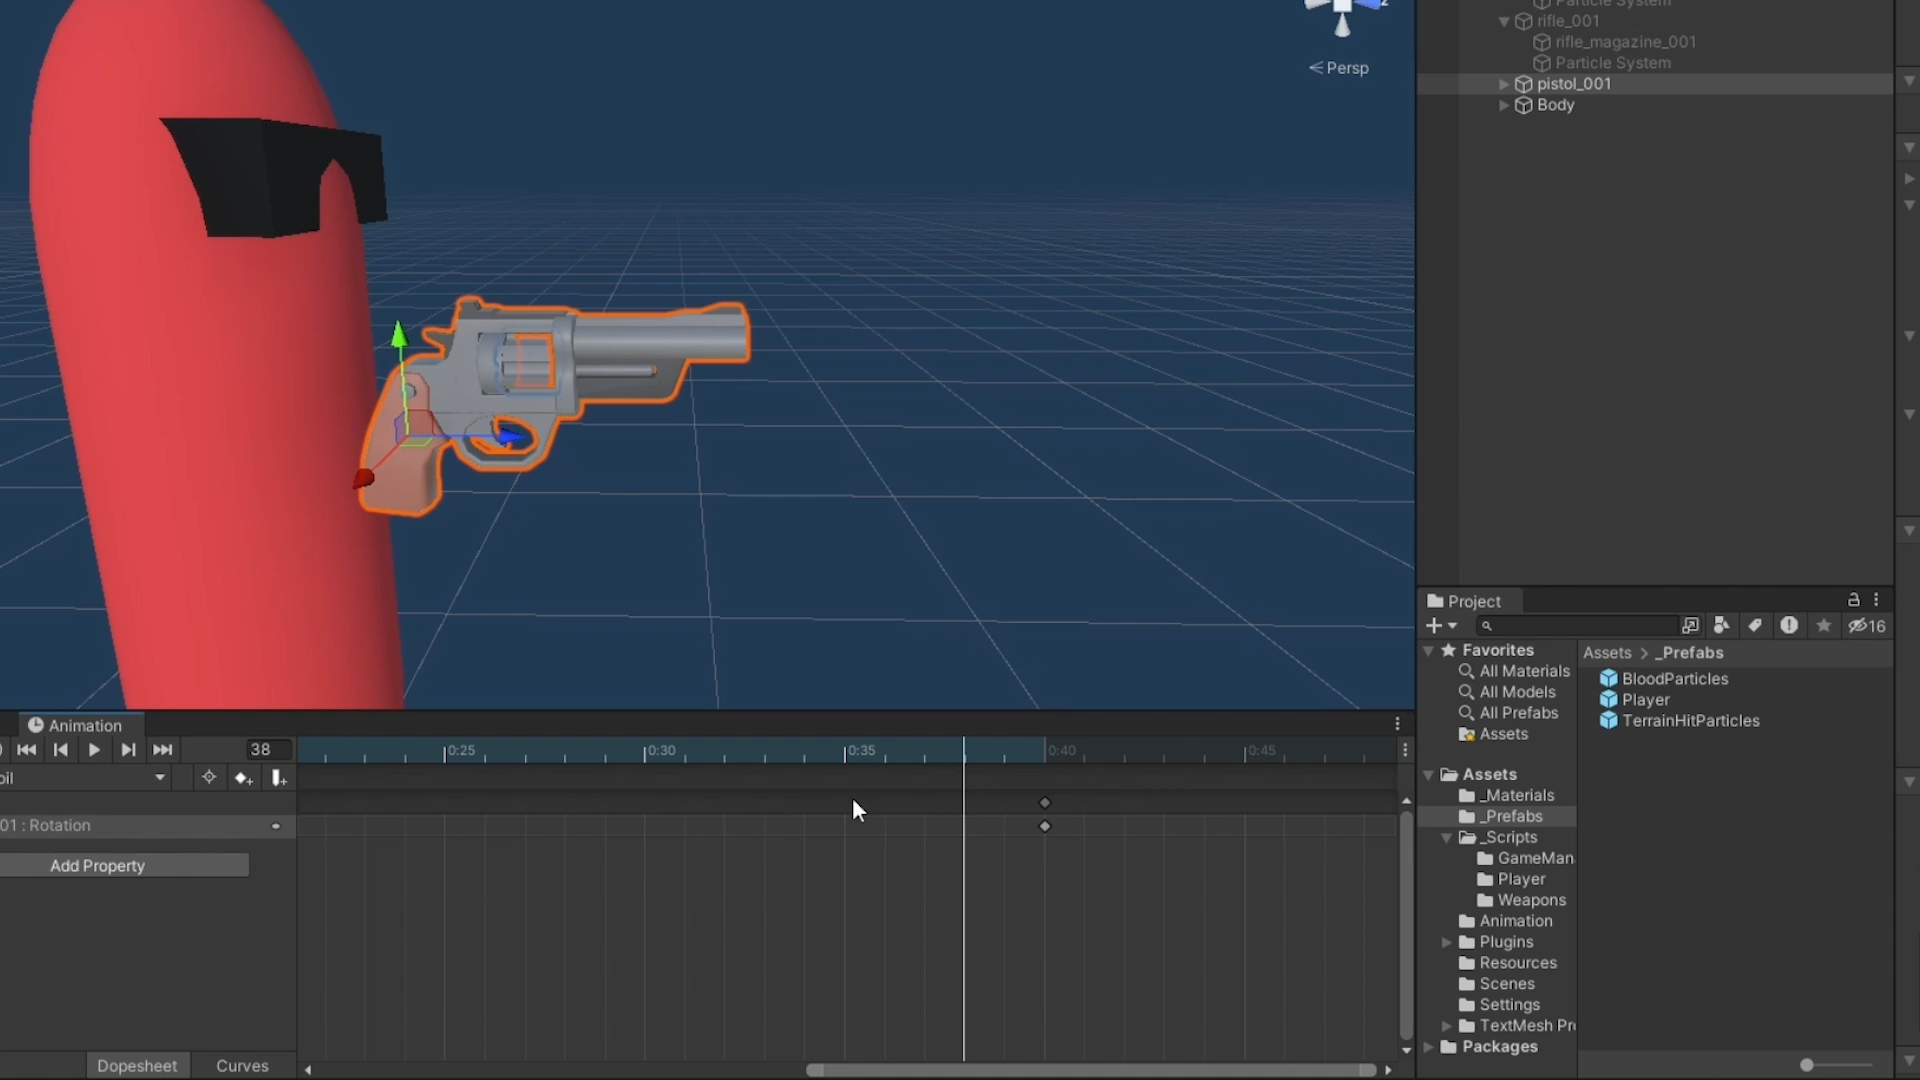 Particle System
rifle_001
rifle_magazine_001
Particle System
pistol_001
Body
z
Persp
Project
16
Favorites
All Materials
All Models
All Prefabs
Assets
Assets
_Materials
_Prefabs
_Scripts
GameMan
Player
Weapons
Animation
Plugins
Resources
Scenes
Settings
TextMesh Pr
Packages
Assets > _Prefabs
BloodParticles
Player
TerrainHitParticles
Animation
38
0:25
0:30
0:35
0:40
0:45
oil
01 : Rotation
Add Property
Dopesheet
Curves